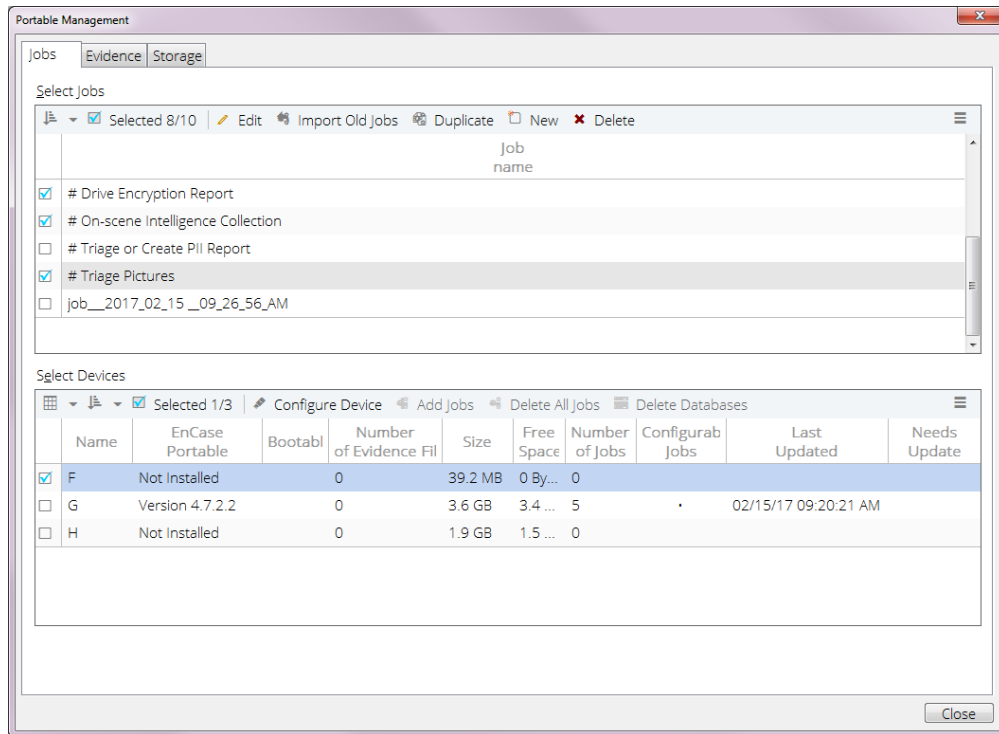 Portable Management
Jobs Evidence Storage
Select Jobs
Selected 8/10 Edit Import Old Jobs Duplicate New Delete
Job
name
# Drive Encryption Report
# On-scene Intelligence Collection
# Triage or Create PII Report
# Triage Pictures
job__2017_02_15 __09_26_56_AM
Select Devices
Selected 1/3 Configure Device Add Jobs Delete All Jobs Delete Databases
Name EnCase Portable Bootabl Number of Evidence Fil Size Free Space Number of Jobs Configurab Jobs Last Updated Needs Update
F Not Installed 0 39.2 MB 0 By... 0
G Version 4.7.2.2 0 3.6 GB 3.4 ... 5 • 02/15/17 09:20:21 AM
H Not Installed 0 1.9 GB 1.5 ... 0
Close